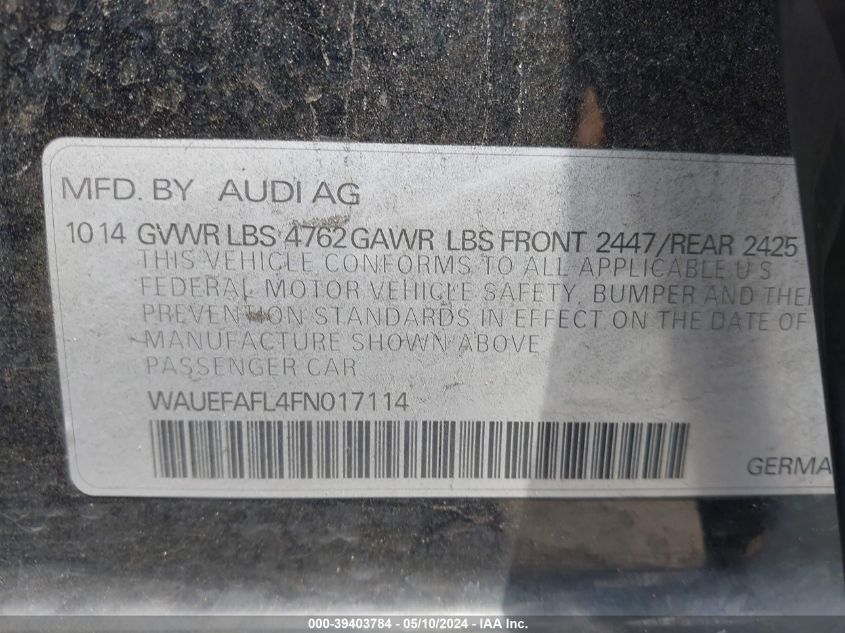 MFD. BY AUDI AG
10 14 GVWR LBS 4762 GAWR LBS FRONT 2447/REAR 2425
THIS VEHICLE CONFORMS TO ALL APPLICABLE U S
FEDERAL MOTOR VEHICLE SAFETY, BUMPER AND THE
PREVENTION STANDARDS IN EFFECT ON THE DATE OF
MANUFACTURE SHOWN ABOVE
PASSENGER CAR
WAUEFAFL4FN017114
GERMA
000-39403784 - 05/10/2024 - IAAI, Inc.